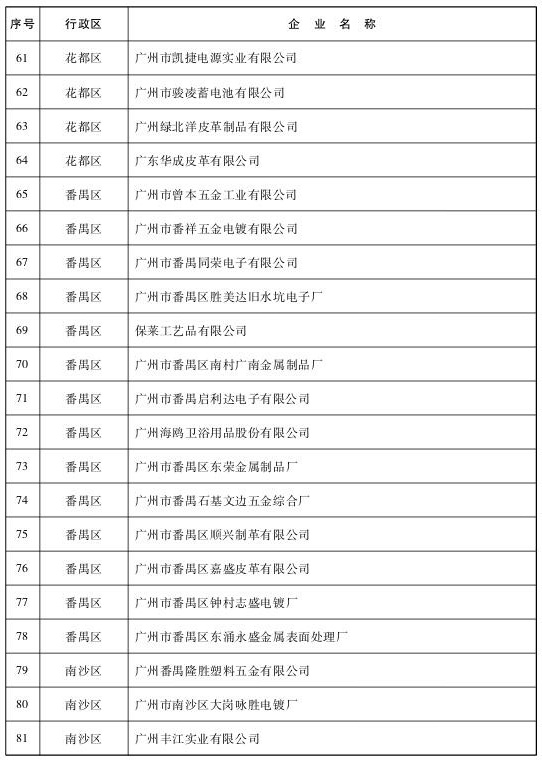 序号 行政区 企业名称
61 花都区 广州市凯捷电源实业有限公司
62 花都区 广州市骏凌蓄电池有限公司
63 花都区 广州绿北洋皮革制品有限公司
64 花都区 广东华成皮革有限公司
65 番禺区 广州市曾本五金工业有限公司
66 番禺区 广州市番祥五金电镀有限公司
67 番禺区 广州市番禺同荣电子有限公司
68 番禺区 广州市番禺区胜美达旧水坑电子厂
69 番禺区 保莱工艺品有限公司
70 番禺区 广州市番禺区南村广南金属制品厂
71 番禺区 广州市番禺启利达电子有限公司
72 番禺区 广州海鸥卫浴用品股份有限公司
73 番禺区 广州市番禺区东荣金属制品厂
74 番禺区 广州市番禺石基文边五金综合厂
75 番禺区 广州市番禺区顺兴制革有限公司
76 番禺区 广州市番禺区嘉盛皮革有限公司
77 番禺区 广州市番禺区钟村志盛电镀厂
78 番禺区 广州市番禺区东涌永盛金属表面处理厂
79 南沙区 广州番禺隆胜塑料五金有限公司
80 南沙区 广州市南沙区大岗咏胜电镀厂
81 南沙区 广州丰江实业有限公司